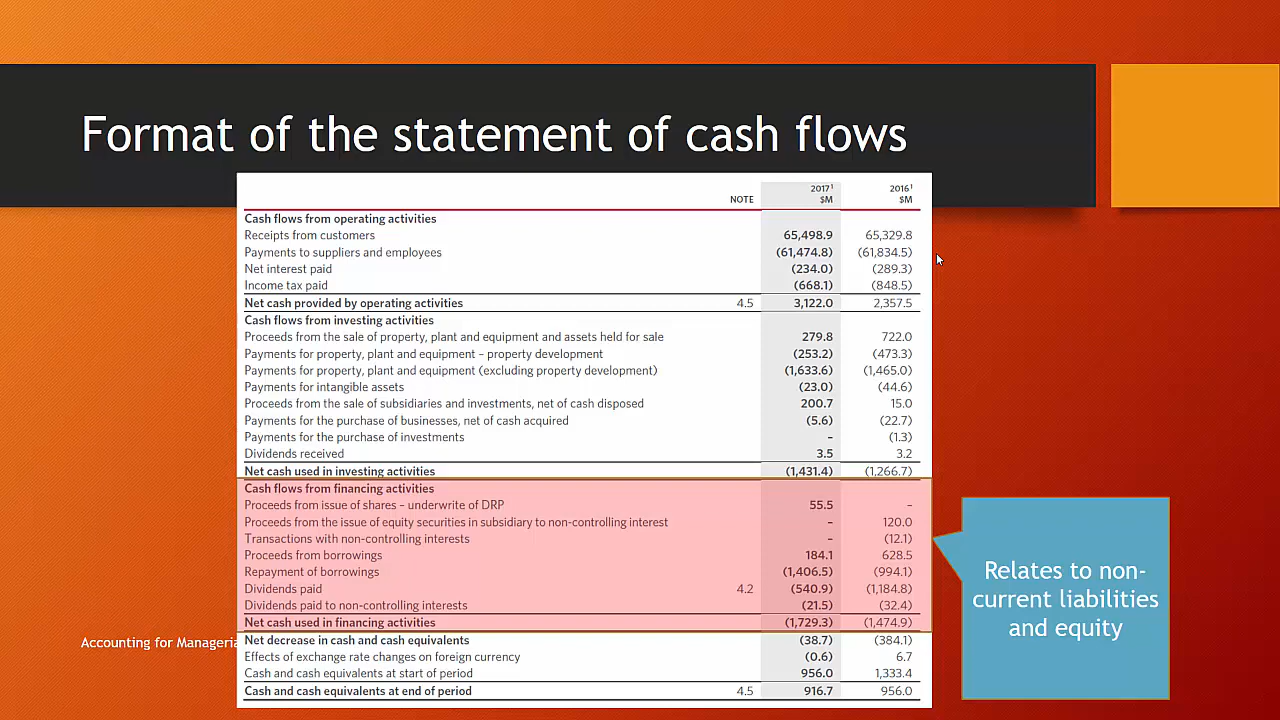 Format of the statement of cash flows
2017¹ 2016¹
NOTE $M $M
Cash flows from operating activities
Receipts from customers 65,498.9 65,329.8
Payments to suppliers and employees (61,474.8) (61,834.5)
Net interest paid (234.0) (289.3)
Income tax paid (668.1) (848.5)
Net cash provided by operating activities 4.5 3,122.0 2,357.5
Cash flows from investing activities
Proceeds from the sale of property, plant and equipment and assets held for sale 279.8 722.0
Payments for property, plant and equipment – property development (253.2) (473.3)
Payments for property, plant and equipment (excluding property development) (1,633.6) (1,465.0)
Payments for intangible assets (23.0) (44.6)
Proceeds from the sale of subsidiaries and investments, net of cash disposed 200.7 15.0
Payments for the purchase of businesses, net of cash acquired (5.6) (22.7)
Payments for the purchase of investments – (1.3)
Dividends received 3.5 3.2
Net cash used in investing activities (1,431.4) (1,266.7)
Cash flows from financing activities
Proceeds from issue of shares – underwrite of DRP 55.5 –
Proceeds from the issue of equity securities in subsidiary to non-controlling interest – 120.0
Transactions with non-controlling interests – (12.1)
Proceeds from borrowings 184.1 628.5
Repayment of borrowings (1,406.5) (994.1)
Dividends paid 4.2 (540.9) (1,184.8)
Dividends paid to non-controlling interests (21.5) (32.4)
Net cash used in financing activities (1,729.3) (1,474.9)
Net decrease in cash and cash equivalents (38.7) (384.1)
Effects of exchange rate changes on foreign currency (0.6) 6.7
Cash and cash equivalents at start of period 956.0 1,333.4
Cash and cash equivalents at end of period 4.5 916.7 956.0
Relates to non-
current liabilities
and equity
Accounting for Manageria